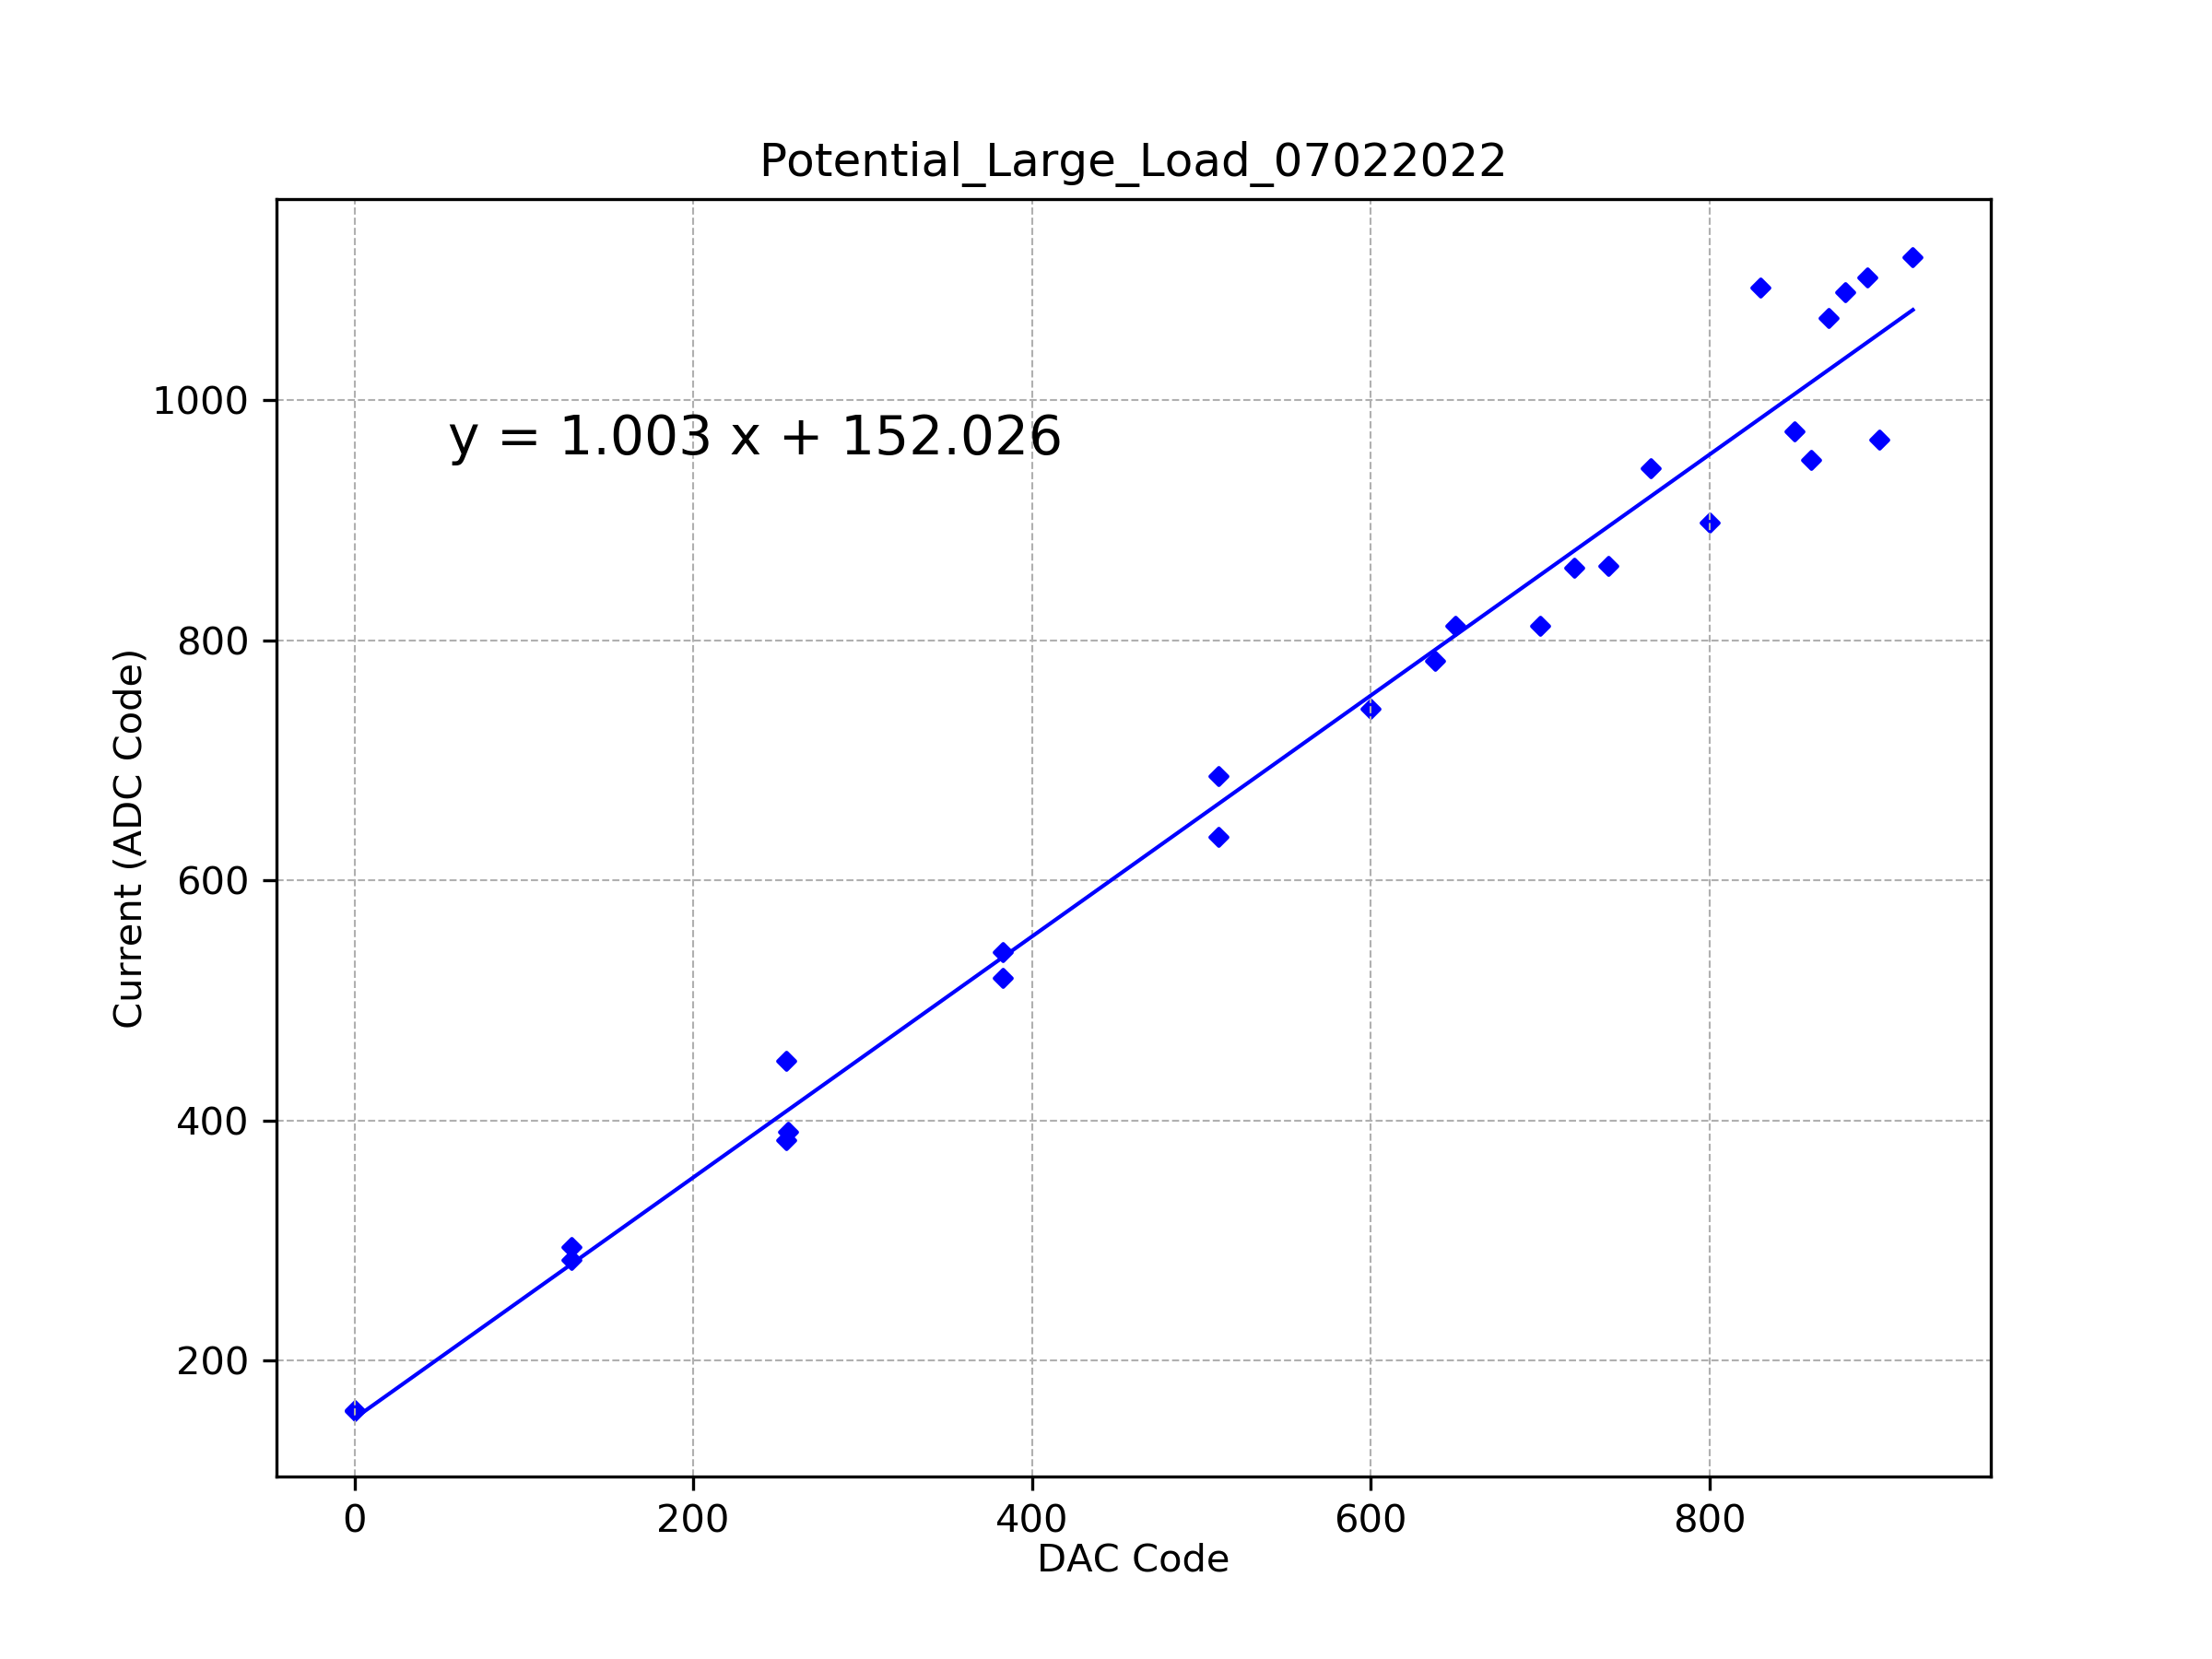 Potential_Large_Load_07022022
y = 1.003 x + 152.026
Current (ADC Code)
1000
800
600
400
200
0 200 400 600 800
DAC Code